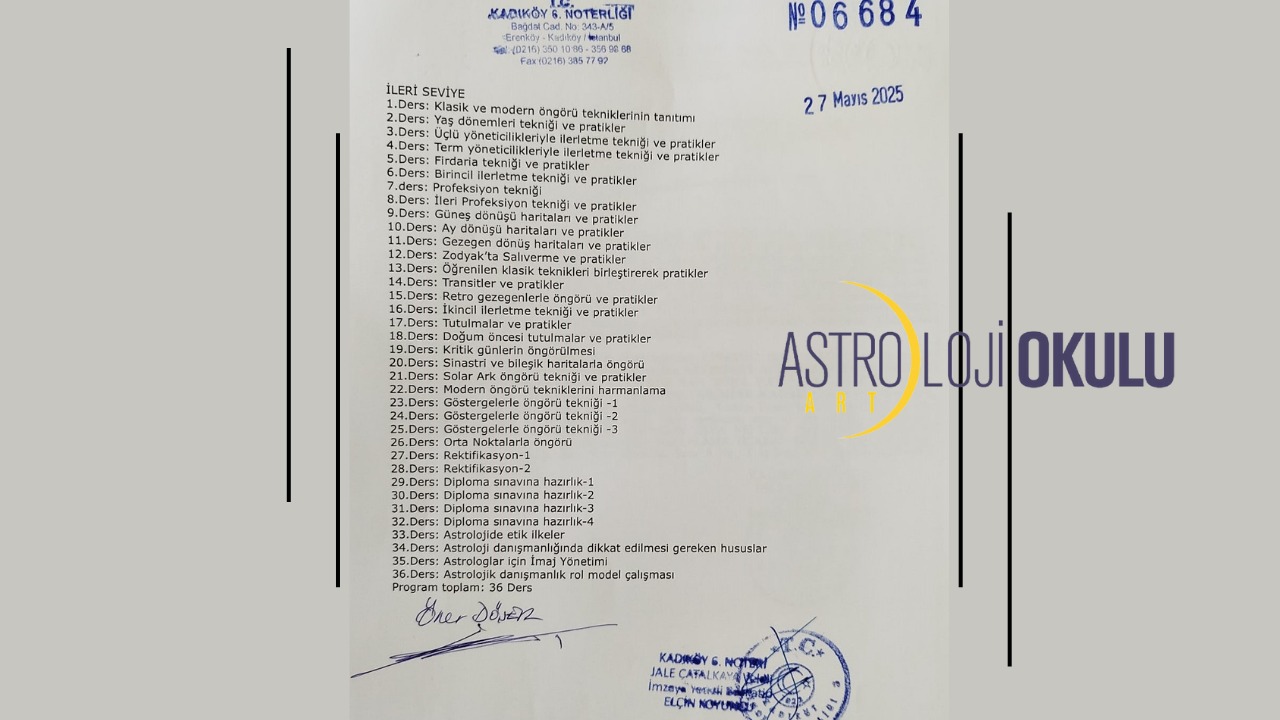 T.C.
KADIKÖY 6. NOTERLİĞİ
Bağdat Cad. No: 343-A/5
Erenköy - Kadıköy / İstanbul
Tel: (0216) 350 10 86 - 356 98 68
Fax (0216) 385 77 92
№ 06684
27 Mayıs 2025
İLERİ SEVİYE
1.Ders: Klasik ve modern öngörü tekniklerinin tanıtımı
2.Ders: Yaş dönemleri tekniği ve pratikler
3.Ders: Üçlü yöneticilikleriyle ilerletme tekniği ve pratikler
4.Ders: Term yöneticilikleriyle ilerletme tekniği ve pratikler
5.Ders: Firdaria tekniği ve pratikler
6.Ders: Birincil ilerletme tekniği ve pratikler
7.ders: Profeksiyon tekniği
8.Ders: İleri Profeksiyon tekniği ve pratikler
9.Ders: Güneş dönüşü haritaları ve pratikler
10.Ders: Ay dönüşü haritaları ve pratikler
11.Ders: Gezegen dönüş haritaları ve pratikler
12.Ders: Zodyak’ta Salıverme ve pratikler
13.Ders: Öğrenilen klasik teknikleri birleştirerek pratikler
14.Ders: Transitler ve pratikler
15.Ders: Retro gezegenlerle öngörü ve pratikler
16.Ders: İkincil ilerletme tekniği ve pratikler
17.Ders: Tutulmalar ve pratikler
18.Ders: Doğum öncesi tutulmalar ve pratikler
19.Ders: Kritik günlerin öngörülmesi
20.Ders: Sinastri ve bileşik haritalarla öngörü
21.Ders: Solar Ark öngörü tekniği ve pratikler
22.Ders: Modern öngörü tekniklerini harmanlama
23.Ders: Göstergelerle öngörü tekniği -1
24.Ders: Göstergelerle öngörü tekniği -2
25.Ders: Göstergelerle öngörü tekniği -3
26.Ders: Orta Noktalarla öngörü
27.Ders: Rektifikasyon-1
28.Ders: Rektifikasyon-2
29.Ders: Diploma sınavına hazırlık-1
30.Ders: Diploma sınavına hazırlık-2
31.Ders: Diploma sınavına hazırlık-3
32.Ders: Diploma sınavına hazırlık-4
33.Ders: Astrolojide etik ilkeler
34.Ders: Astroloji danışmanlığında dikkat edilmesi gereken hususlar
35.Ders: Astrologlar için İmaj Yönetimi
36.Ders: Astrolojik danışmanlık rol model çalışması
Program toplam: 36 Ders
Öner DÖŞER
ASTROLOJİ OKULU
ART
KADIKÖY 6. NOTERİ
JALE ÇATALKAYA
İmzaya Yetkili
ELÇİN
T.C.